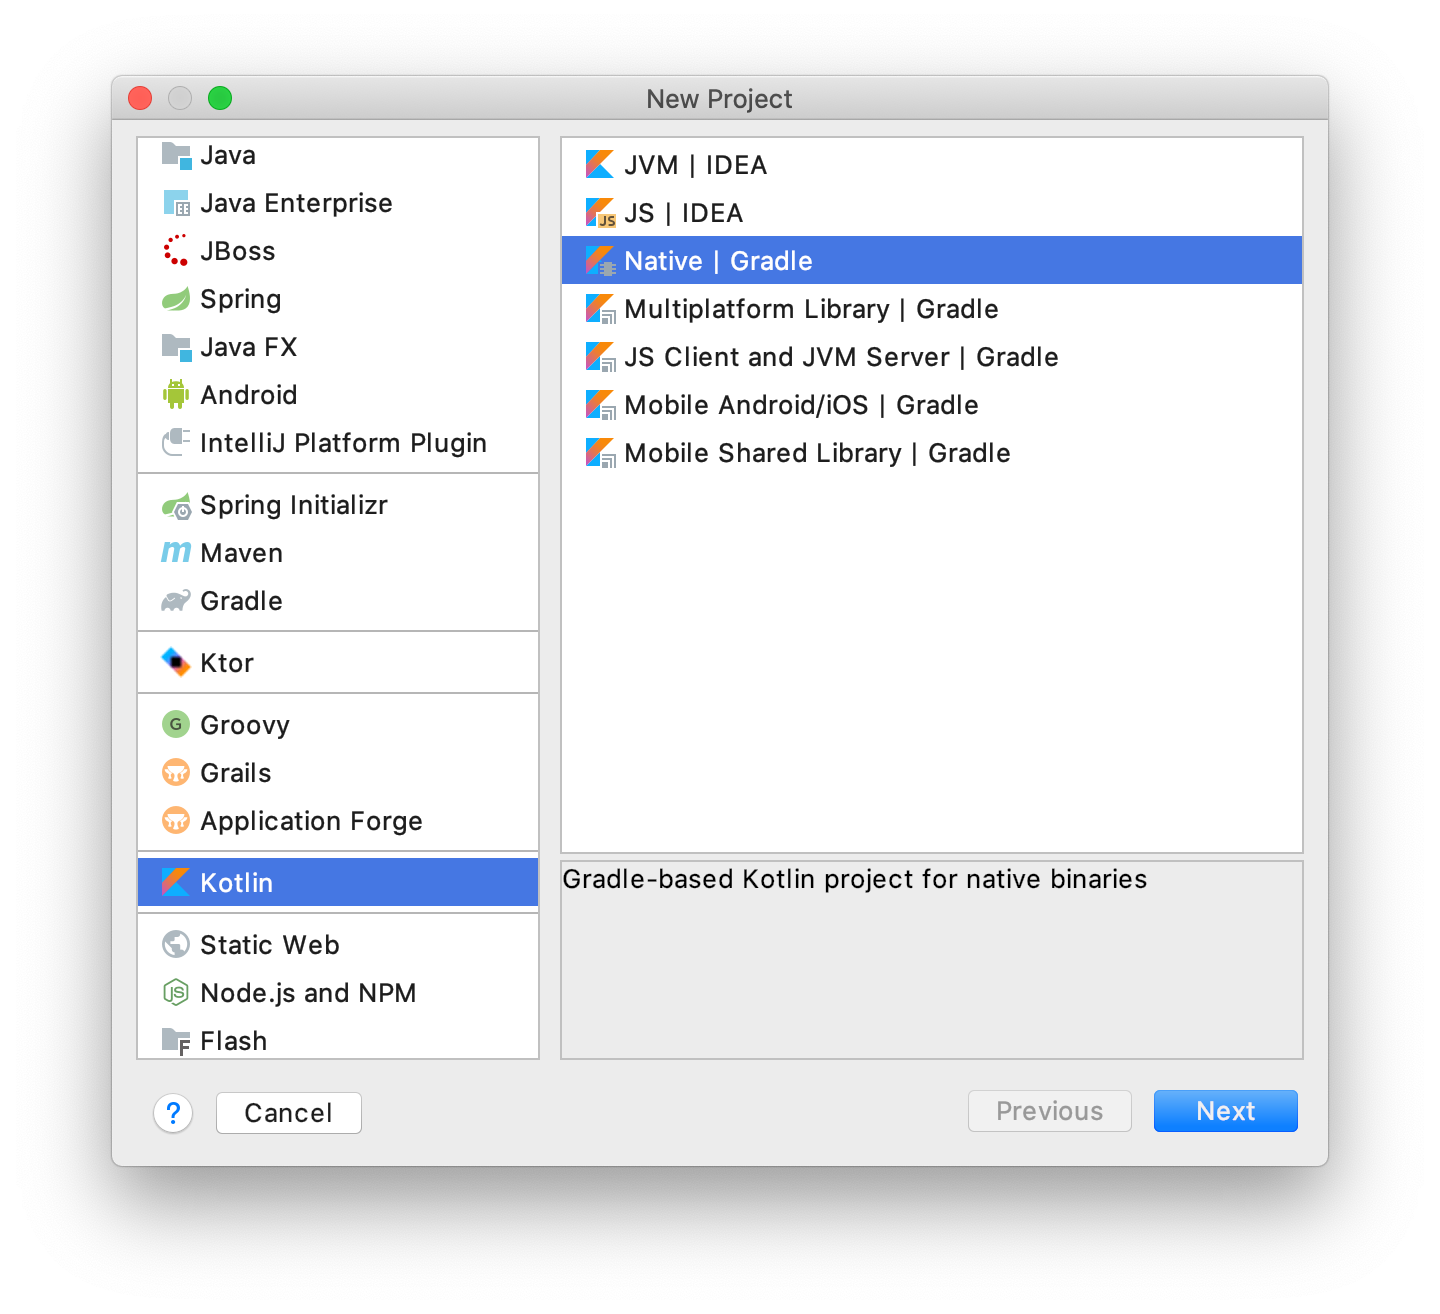 New Project
Java
Java Enterprise
JBoss
Spring
Java FX
Android
IntelliJ Platform Plugin
Spring Initializr
Maven
Gradle
Ktor
Groovy
Grails
Application Forge
Kotlin
Static Web
Node.js and NPM
Flash
JVM | IDEA
JS | IDEA
Native | Gradle
Multiplatform Library | Gradle
JS Client and JVM Server | Gradle
Mobile Android/iOS | Gradle
Mobile Shared Library | Gradle
Gradle-based Kotlin project for native binaries
? Cancel
Previous
Next